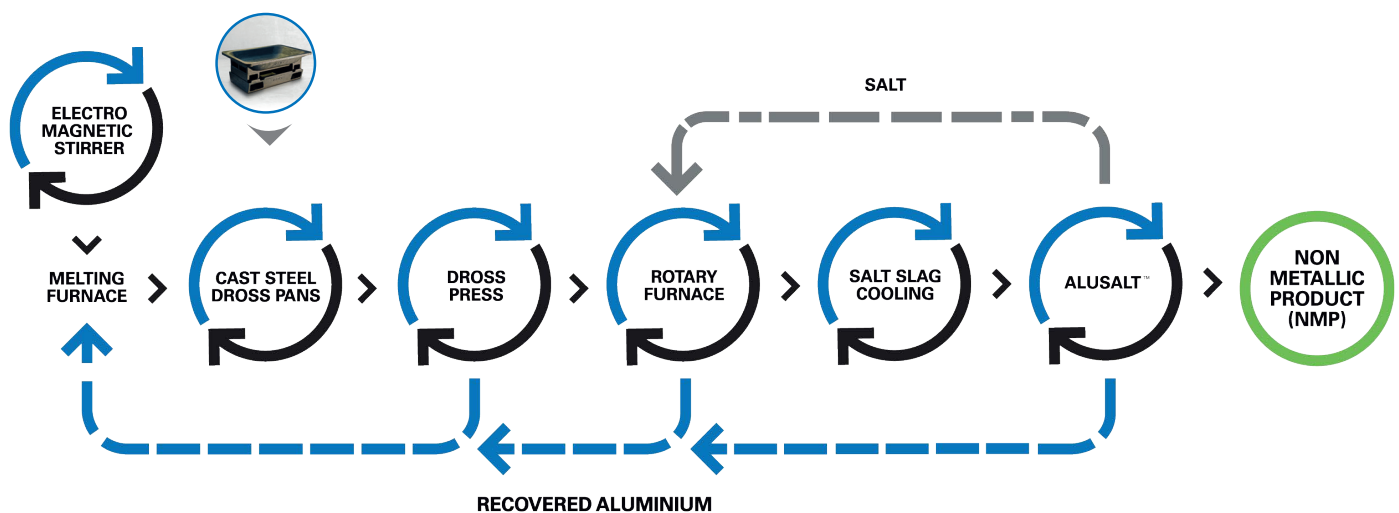 ELECTRO
MAGNETIC
STIRRER
SALT
MELTING
FURNACE
CAST STEEL
DROSS PANS
DROSS
PRESS
ROTARY
FURNACE
SALT SLAG
COOLING
ALUSALT™
NON
METALLIC
PRODUCT
(NMP)
RECOVERED ALUMINIUM